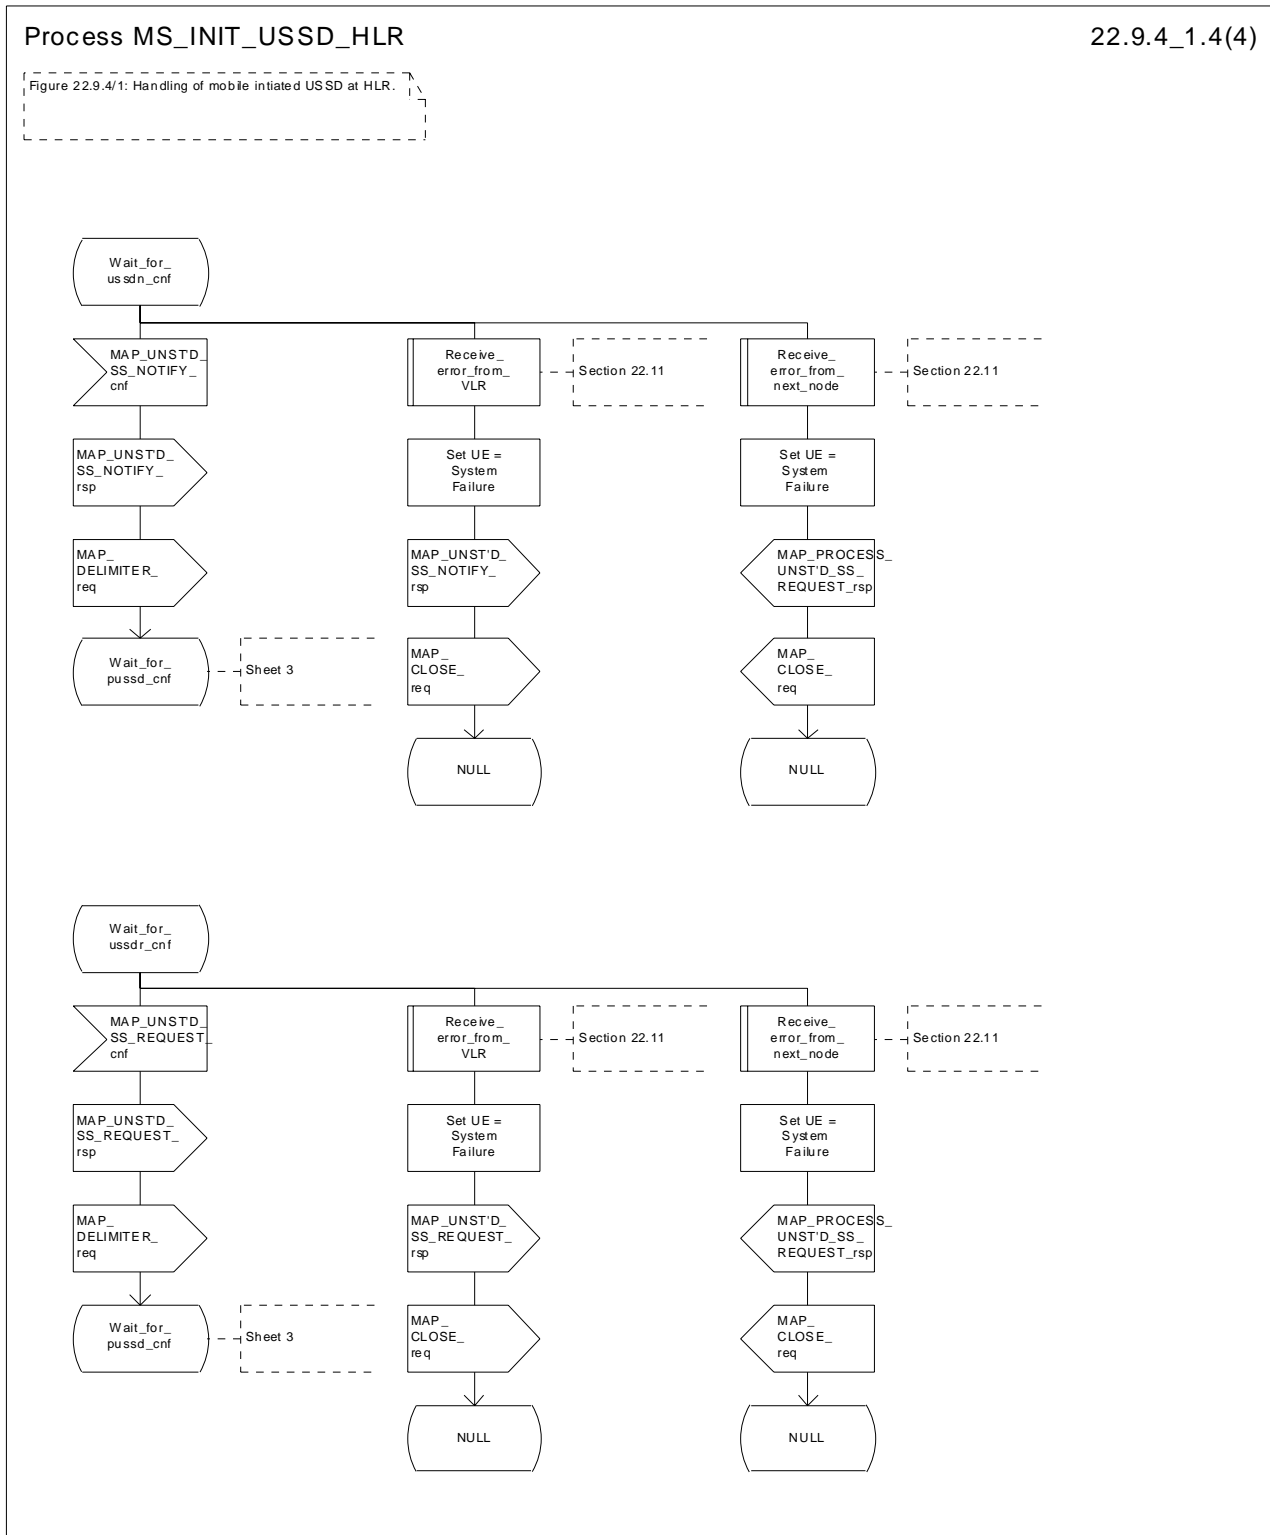 Process MS_INIT_USSD_HLR
22.9.4_1.4(4)
Figure 22.9.4/1: Handling of mobile intiated USSD at HLR.
Wait_for_
ussdn_cnf
MAP_UNST'D_
SS_NOTIFY_
cnf
Receive_
error_from_
VLR
Section 22.11
Receive_
error_from_
next_node
Section 22.11
MAP_UNST'D_
SS_NOTIFY_
rsp
Set UE =
System
Failure
Set UE =
System
Failure
MAP_
DELIMITER_
req
MAP_UNST'D_
SS_NOTIFY_
rsp
MAP_PROCESS_
UNST'D_SS_
REQUEST_rsp
Wait_for_
pussd_cnf
Sheet 3
MAP_
CLOSE_
req
MAP_
CLOSE_
req
NULL
NULL
Wait_for_
ussdr_cnf
MAP_UNST'D_
SS_REQUEST_
cnf
Receive_
error_from_
VLR
Section 22.11
Receive_
error_from_
next_node
Section 22.11
MAP_UNST'D_
SS_REQUEST_
rsp
Set UE =
System
Failure
Set UE =
System
Failure
MAP_
DELIMITER_
req
MAP_UNST'D_
SS_REQUEST_
rsp
MAP_PROCESS_
UNST'D_SS_
REQUEST_rsp
Wait_for_
pussd_cnf
Sheet 3
MAP_
CLOSE_
req
MAP_
CLOSE_
req
NULL
NULL